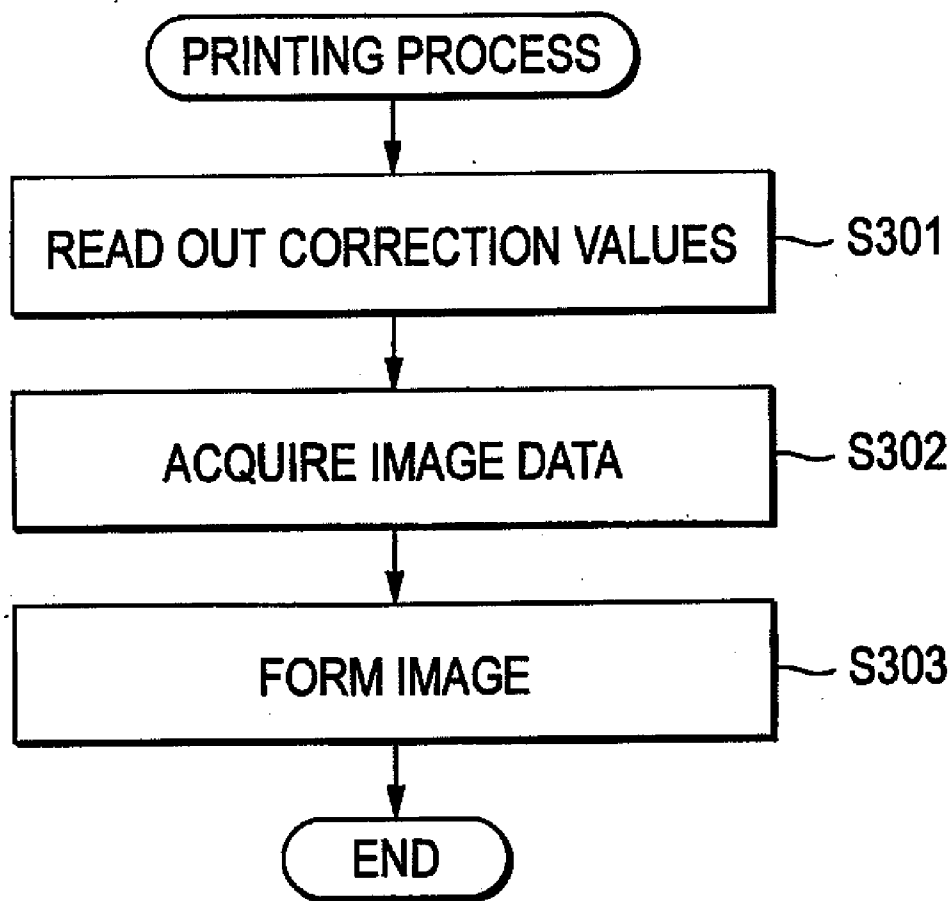 PRINTING PROCESS
READ OUT CORRECTION VALUES
S301
ACQUIRE IMAGE DATA
S302
FORM IMAGE
S303
END